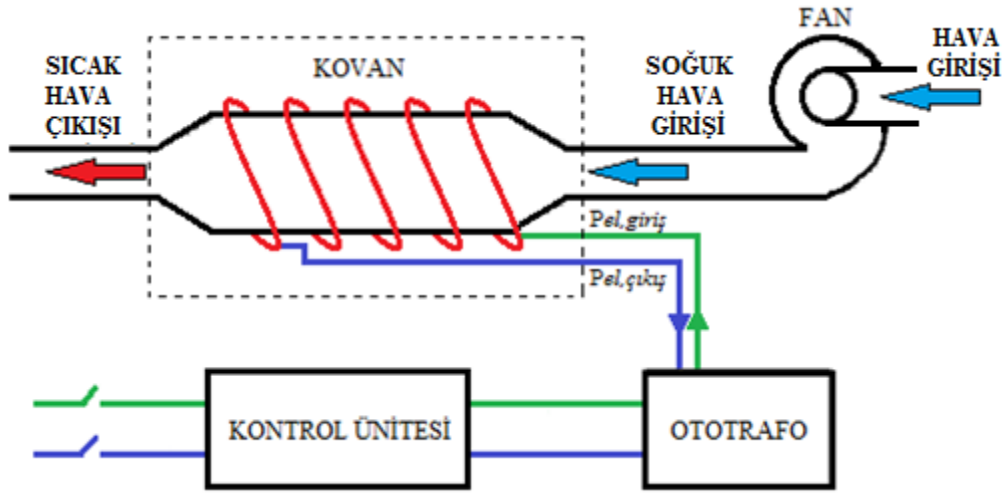 FAN
HAVA
GİRİŞİ
SICAK
HAVA
ÇIKIŞI
KOVAN
SOĞUK
HAVA
GİRİŞİ
Pel,giriş
Pel,çıkış
KONTROL ÜNİTESİ
OTOTRAFO